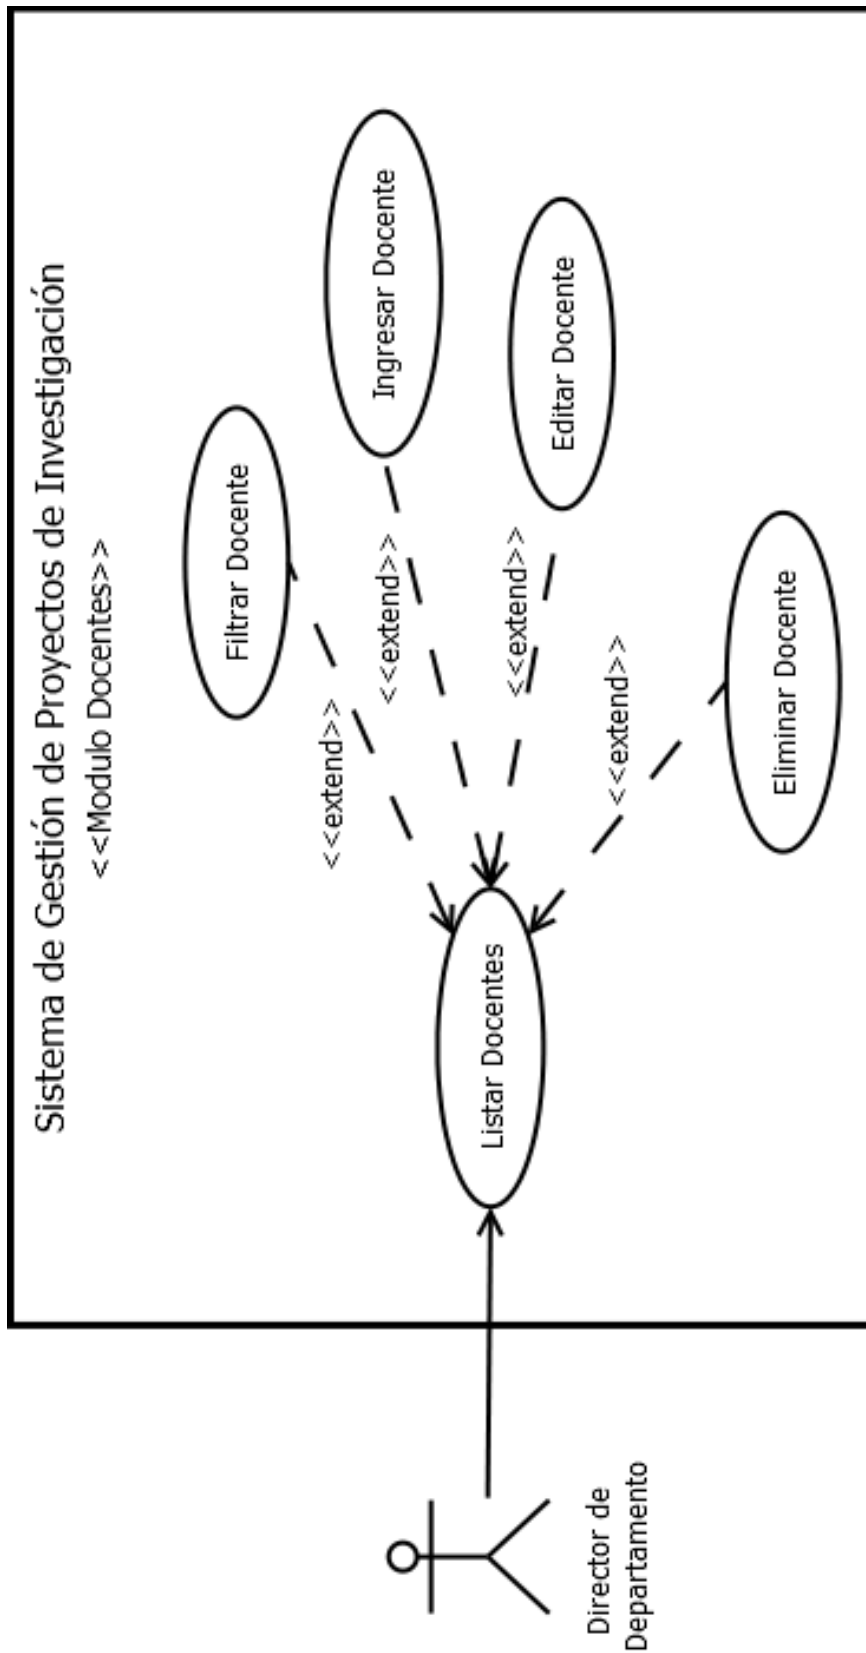 Sistema de Gestión de Proyectos de Investigación
<<Modulo Docentes>>
Filtrar Docente
<<extend>>
Ingresar Docente
<<extend>>
Listar Docentes
<<extend>>
Editar Docente
<<extend>>
Eliminar Docente
Director de
Departamento